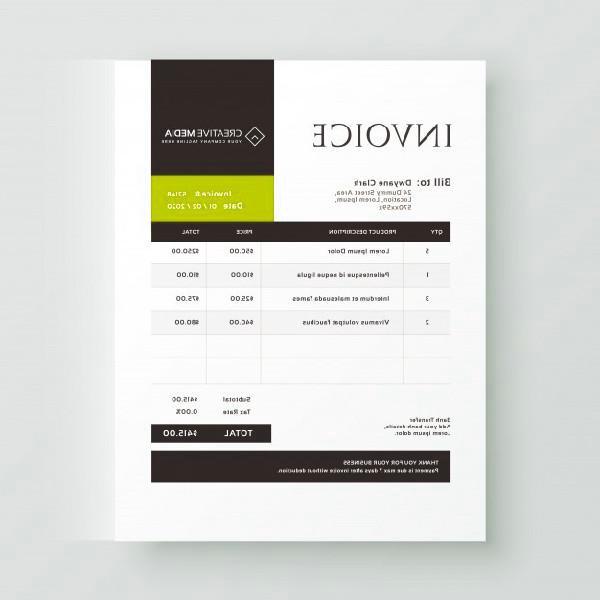 INVOICE
CREATIVE MEDIA
YOUR COMPANY TAGLINE HERE
Bill to: Dwyane Clark
24 Dummy Street Area,
Location, Lorem Ipsum,
570xx59x
Invoice# 52148
Date 01 / 02 / 2020
QTY PRODUCT DESCRIPTION PRICE TOTAL
5 Lorem Ipsum Dolor $50.00 $250.00
1 Pellentesque id neque ligula $10.00 $10.00
3 Interdum et malesuada fames $25.00 $75.00
2 Vivamus volutpat faucibus $40.00 $80.00
Subtotal $415.00
Tax Rate 0.00%
TOTAL $415.00
Bank Transfer
Add your bank details,
Lorem ipsum dolor.
THANK YOU FOR YOUR BUSINESS
Payment is due max 7 days after invoice without deduction.